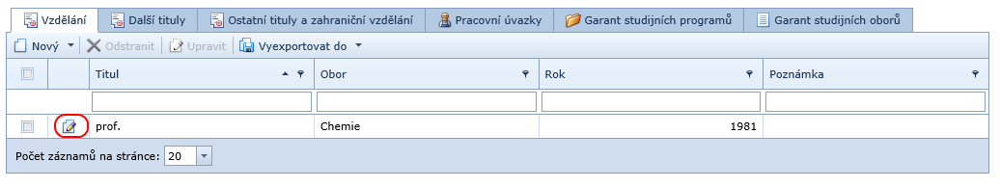 Vzdělání Další tituly Ostatní tituly a zahraniční vzdělání Pracovní úvazky Garant studijních programů Garant studijních oborů
Nový Odstranit Upravit Vyexportovat do
Titul Obor Rok Poznámka
prof. Chemie 1981
Počet záznamů na stránce: 20